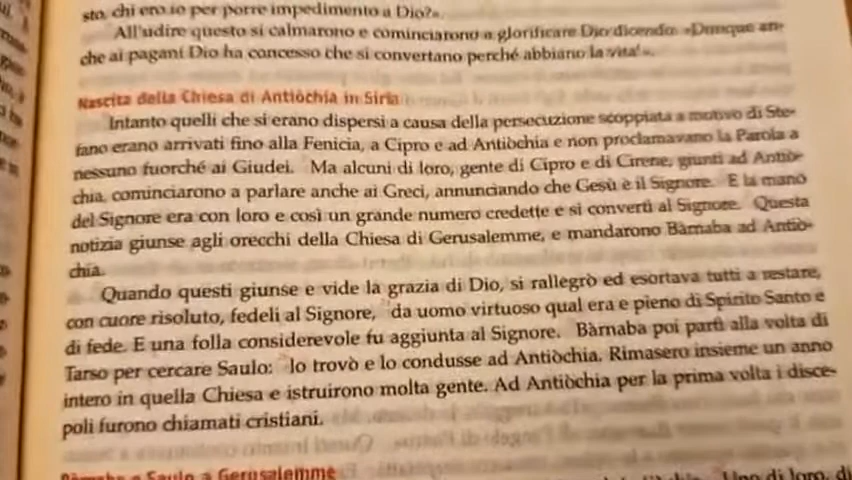 sto, chi ero io per porre impedimento a Dio?».
All'udire questo si calmarono e cominciarono a glorificare Dio dicendo: «Dunque an-
che ai pagani Dio ha concesso che si convertano perché abbiano la vita!».
Nascita della Chiesa di Antiòchia in Siria
Intanto quelli che si erano dispersi a causa della persecuzione scoppiata a motivo di Ste-
fano erano arrivati fino alla Fenicia, a Cipro e ad Antiòchia e non proclamavano la Parola a
nessuno fuorché ai Giudei. Ma alcuni di loro, gente di Cipro e di Cirene, giunti ad Antiò-
chia, cominciarono a parlare anche ai Greci, annunciando che Gesù è il Signore. E la mano
del Signore era con loro e così un grande numero credette e si convertì al Signore. Questa
notizia giunse agli orecchi della Chiesa di Gerusalemme, e mandarono Bàrnaba ad Antiò-
chia.
Quando questi giunse e vide la grazia di Dio, si rallegrò ed esortava tutti a restare,
con cuore risoluto, fedeli al Signore, da uomo virtuoso qual era e pieno di Spirito Santo e
di fede. E una folla considerevole fu aggiunta al Signore. Bàrnaba poi partì alla volta di
Tarso per cercare Saulo: lo trovò e lo condusse ad Antiòchia. Rimasero insieme un anno
intero in quella Chiesa e istruirono molta gente. Ad Antiòchia per la prima volta i disce-
poli furono chiamati cristiani.
Bàrnaba e Saulo a Gerusalemme
Uno di loro, di